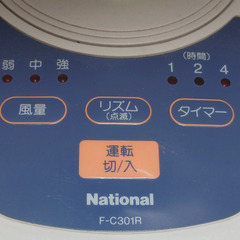 弱 中 強
(時間)
1 2 4
風量
リズム
(点滅)
タイマー
運転
切/入
National
F-C301R